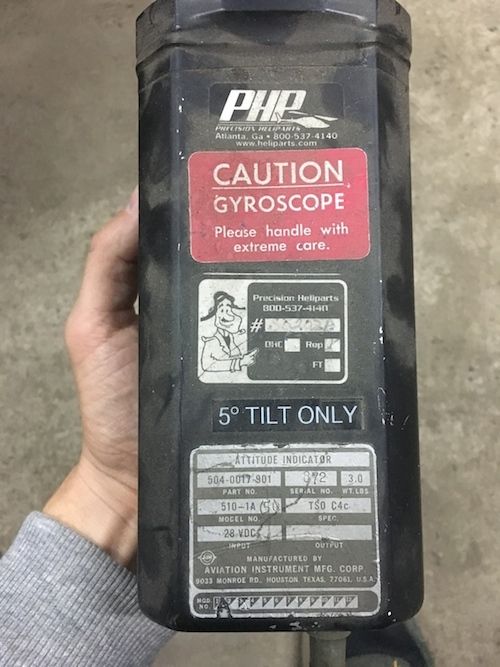 PHP
PRECISION HELIPARTS
Atlanta, Ga • 800-537-4140
www.heliparts.com
CAUTION
GYROSCOPE
Please handle with
extreme care.
Precision Heliparts
800-537-4140
#
OHC Rep
FT
5° TILT ONLY
ATTITUDE INDICATOR
504-0017-901 972 3.0
PART NO. SERIAL NO. WT.LBS
510-1A TSO C4c
MODEL NO. SPEC.
28 VDC
INPUT OUTPUT
MANUFACTURED BY
AVIATION INSTRUMENT MFG. CORP.
9033 MONROE RD., HOUSTON TEXAS, 77061, U.S.A.
MOD
NO.